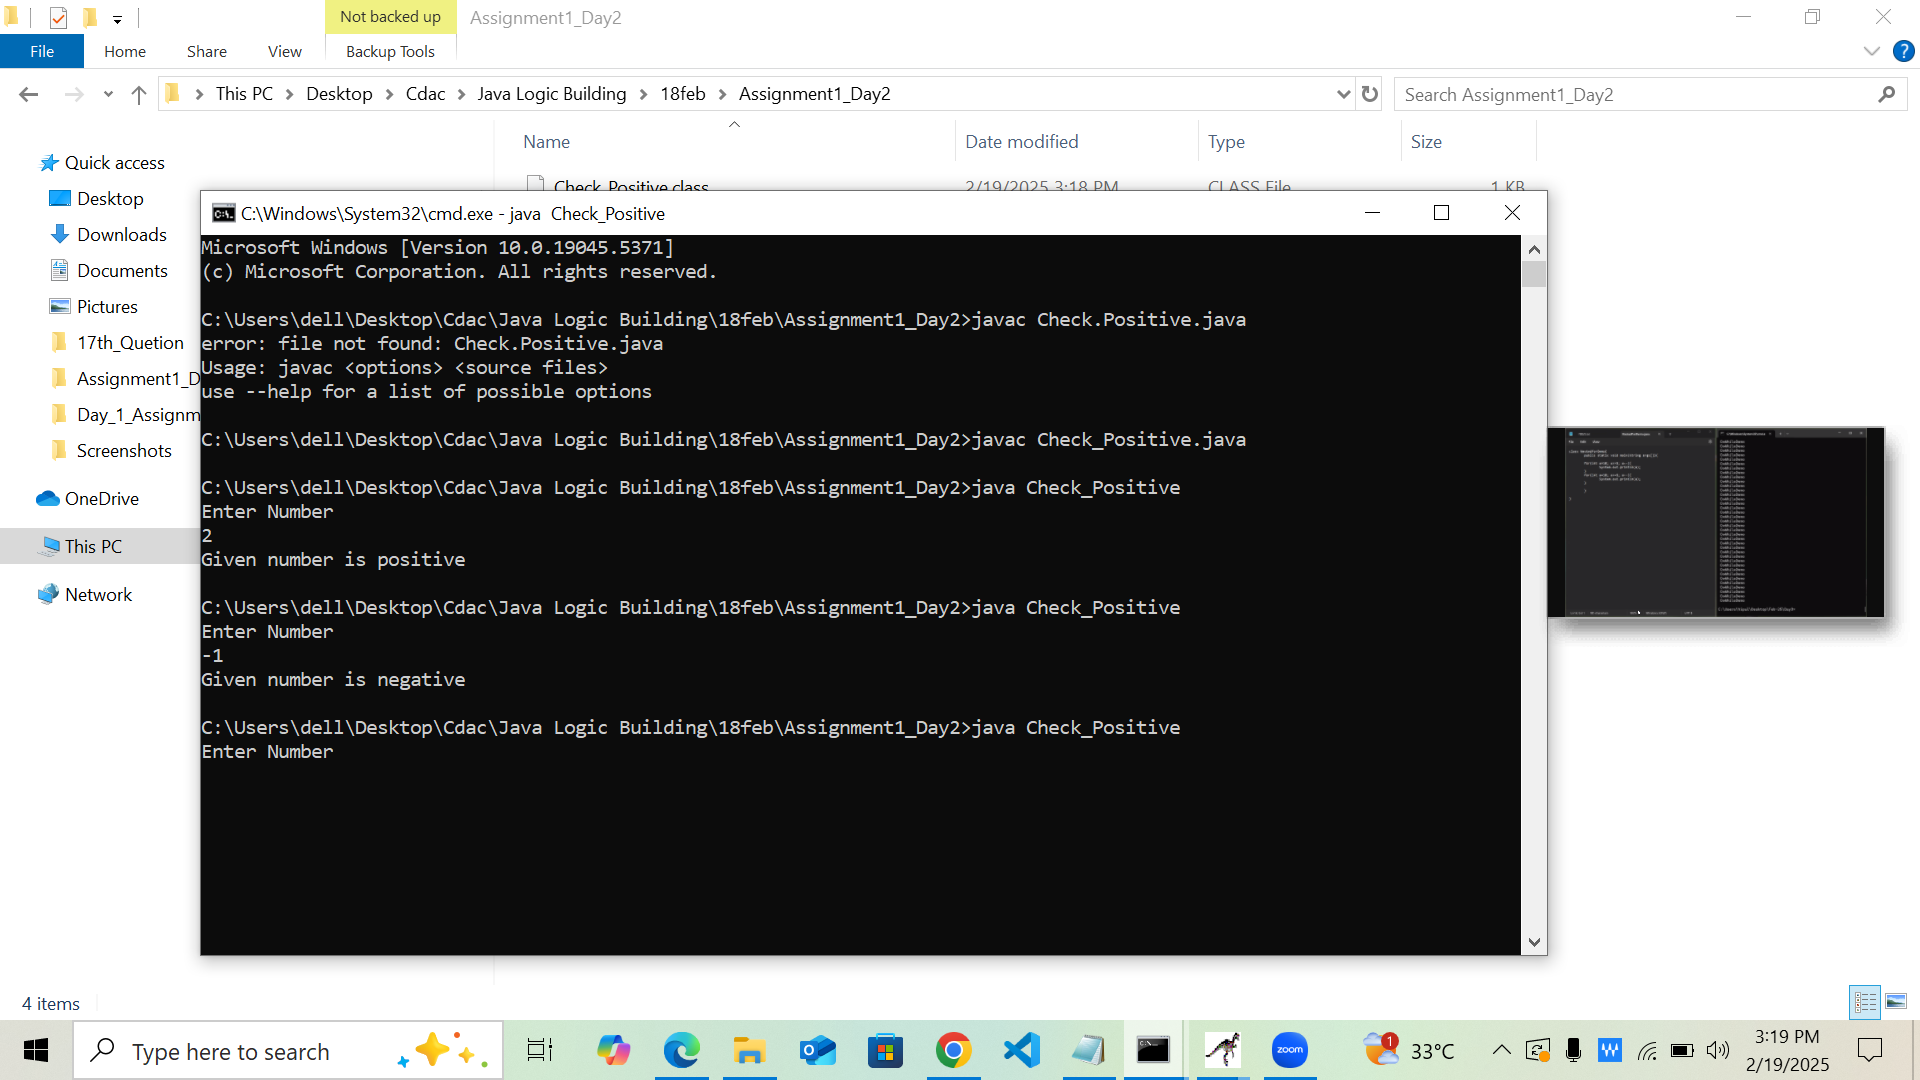 Not backed up
Assignment1_Day2
File
Home
Share
View
Backup Tools
This PC
Desktop
Cdac
Java Logic Building
18feb
Assignment1_Day2
Search Assignment1_Day2
Name
Date modified
Type
Size
Check_Positive.class
2/19/2025 3:18 PM
CLASS File
1 KB
Quick access
Desktop
Downloads
Documents
Pictures
17th_Quetion
Assignment1_D
Day_1_Assignm
Screenshots
OneDrive
This PC
Network
C:\Windows\System32\cmd.exe - java  Check_Positive
Microsoft Windows [Version 10.0.19045.5371]
(c) Microsoft Corporation. All rights reserved.
C:\Users\dell\Desktop\Cdac\Java Logic Building\18feb\Assignment1_Day2>javac Check.Positive.java
error: file not found: Check.Positive.java
Usage: javac <options> <source files>
use --help for a list of possible options
C:\Users\dell\Desktop\Cdac\Java Logic Building\18feb\Assignment1_Day2>javac Check_Positive.java
C:\Users\dell\Desktop\Cdac\Java Logic Building\18feb\Assignment1_Day2>java Check_Positive
Enter Number
2
Given number is positive
C:\Users\dell\Desktop\Cdac\Java Logic Building\18feb\Assignment1_Day2>java Check_Positive
Enter Number
-1
Given number is negative
C:\Users\dell\Desktop\Cdac\Java Logic Building\18feb\Assignment1_Day2>java Check_Positive
Enter Number
4 items
Type here to search
zoom
1
33°C
3:19 PM
2/19/2025